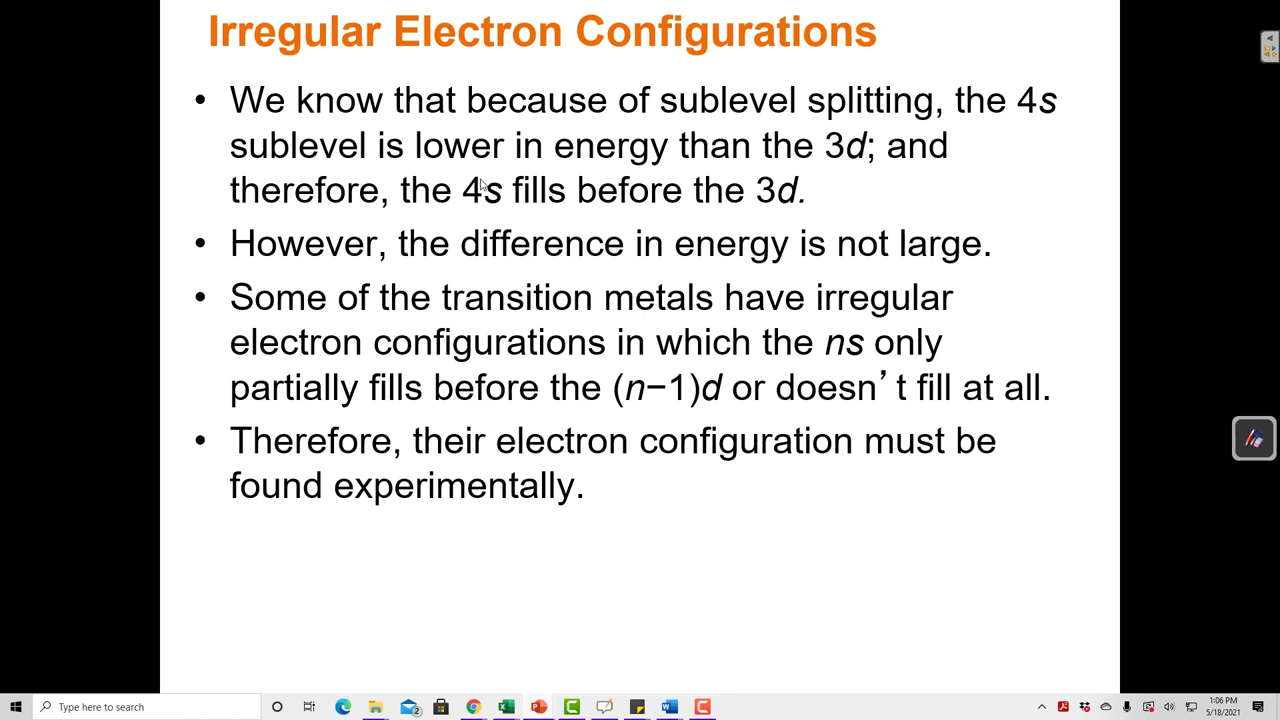 Irregular Electron Configurations
• We know that because of sublevel splitting, the 4s
sublevel is lower in energy than the 3d; and
therefore, the 4s fills before the 3d.
• However, the difference in energy is not large.
• Some of the transition metals have irregular
electron configurations in which the ns only
partially fills before the (n−1)d or doesn’ t fill at all.
• Therefore, their electron configuration must be
found experimentally.
Type here to search
2
1:06 PM
5/18/2021